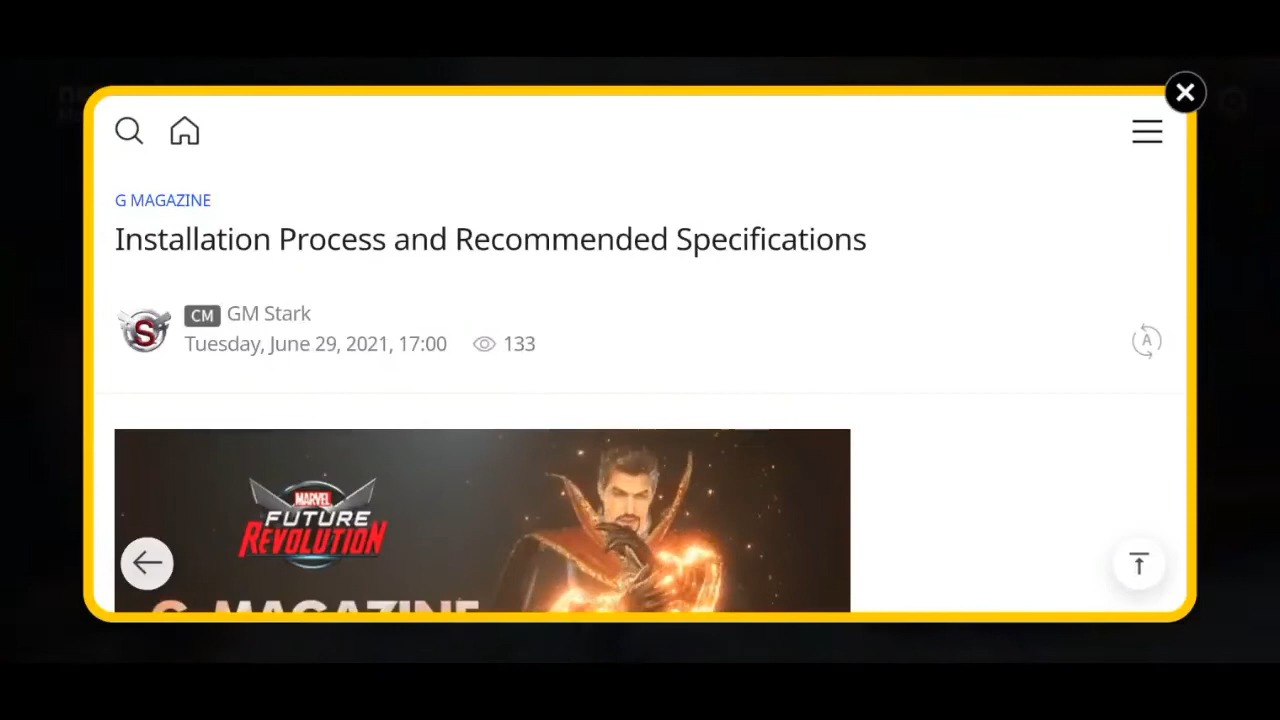 G MAGAZINE
Installation Process and Recommended Specifications
CM GM Stark
Tuesday, June 29, 2021, 17:00 133
A
S
MARVEL
FUTURE
REVOLUTION
G MAGAZINE